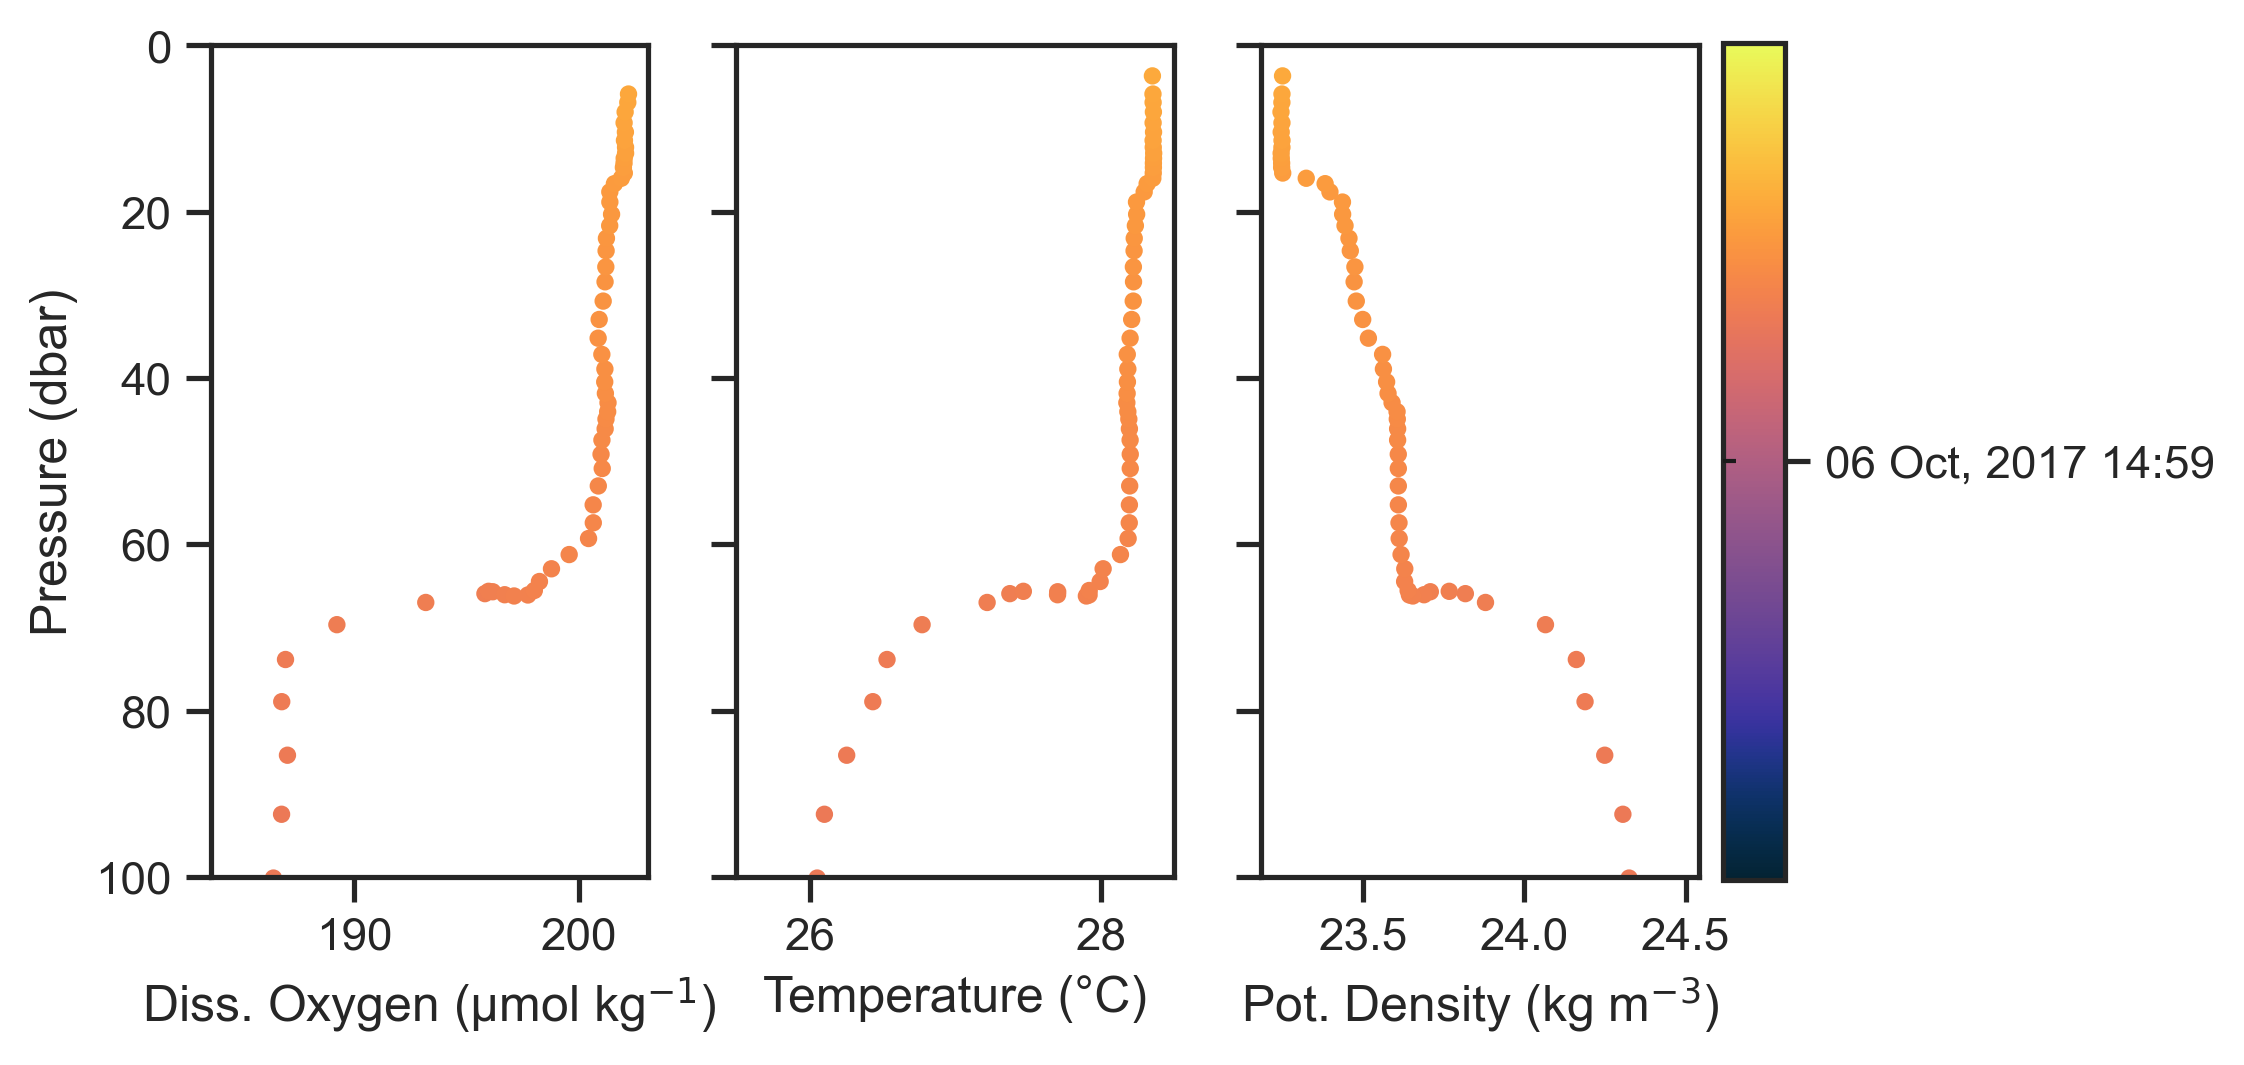 0
20
40
60
80
100
Pressure (dbar)
190 200
Diss. Oxygen (μmol kg⁻¹)
26 28
Temperature (°C)
23.5 24.0 24.5
Pot. Density (kg m⁻³)
06 Oct, 2017 14:59